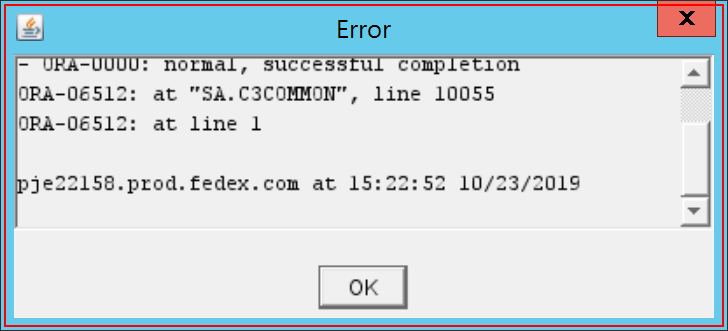 Error
x
- ORA-0000: normal, successful completion
ORA-06512: at "SA.C3COMMON", line 10055
ORA-06512: at line 1
pje22158.prod.fedex.com at 15:22:52 10/23/2019
OK